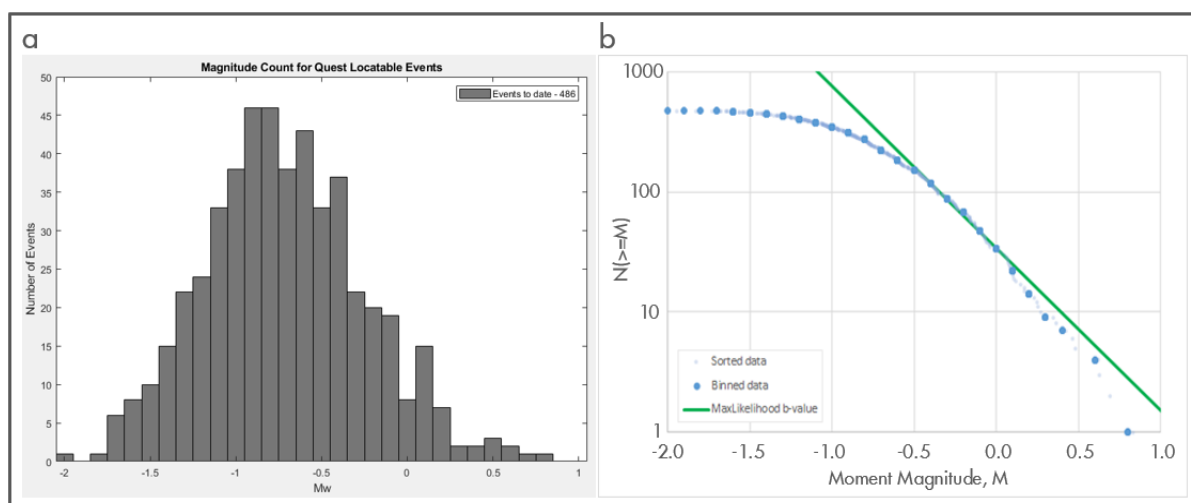 a
Magnitude Count for Quest Locatable Events
50
45
40
35
30
25
20
15
10
5
0
Number of Events
Events to date - 486
-2 -1.5 -1 -0.5 0 0.5 1
Mw
b
1000
100
10
1
N(>=M)
Sorted data
Binned data
MaxLikelihood b-value
-2.0 -1.5 -1.0 -0.5 0.0 0.5 1.0
Moment Magnitude, M